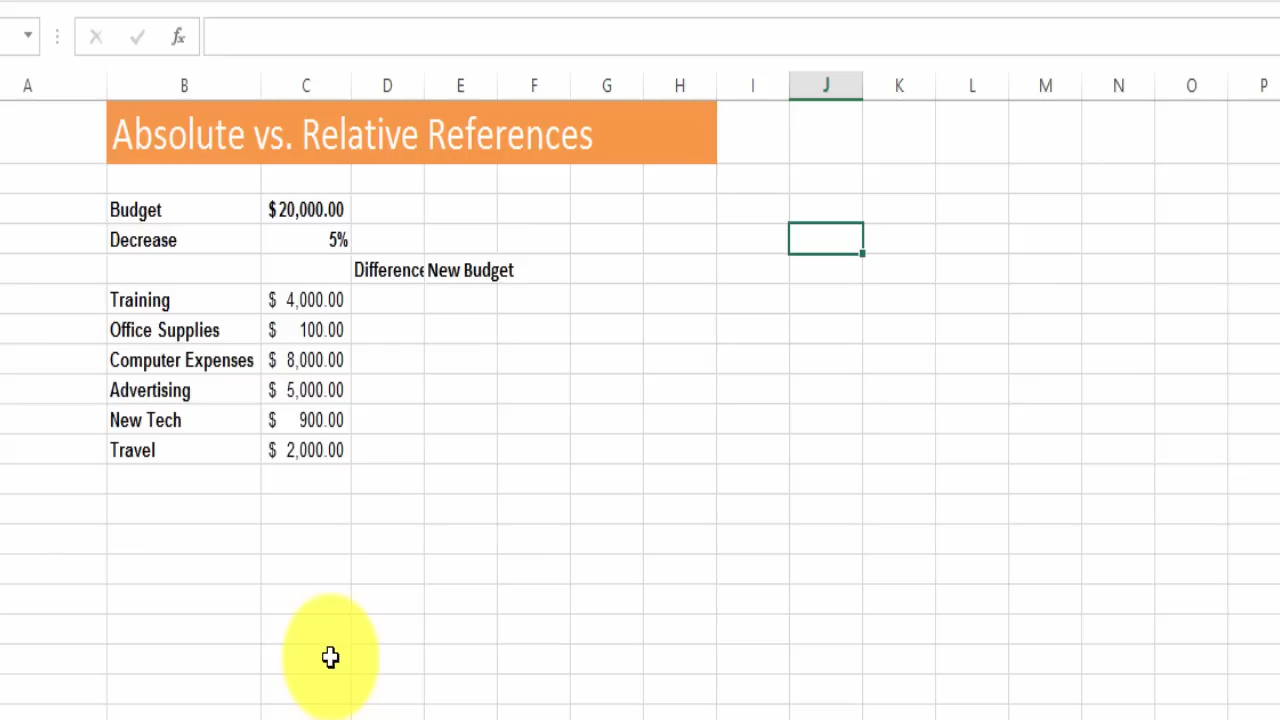 fx
A B C D E F G H I J K L M N O P
Absolute vs. Relative References
Budget $20,000.00
Decrease 5%
Difference New Budget
Training $ 4,000.00
Office Supplies $ 100.00
Computer Expenses $ 8,000.00
Advertising $ 5,000.00
New Tech $ 900.00
Travel $ 2,000.00